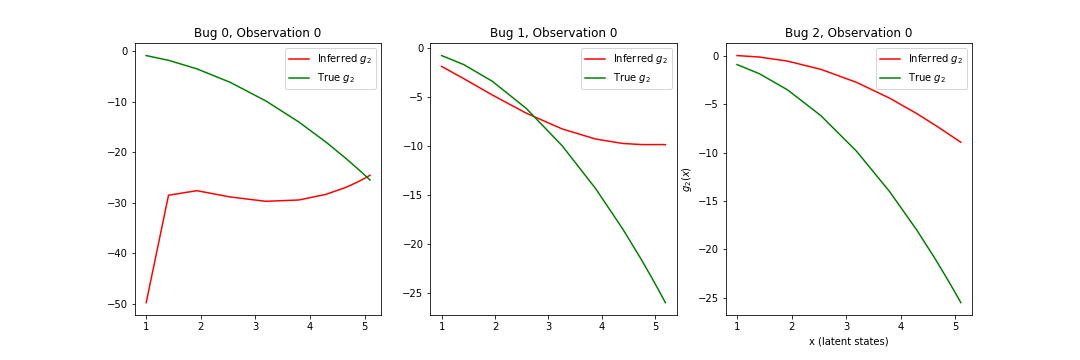 Bug 0, Observation 0
Inferred g₂
True g₂
0
−10
−20
−30
−40
−50
1 2 3 4 5
Bug 1, Observation 0
Inferred g₂
True g₂
0
−5
−10
−15
−20
−25
1 2 3 4 5
Bug 2, Observation 0
Inferred g₂
True g₂
g₂(x)
0
−5
−10
−15
−20
−25
1 2 3 4 5
x (latent states)